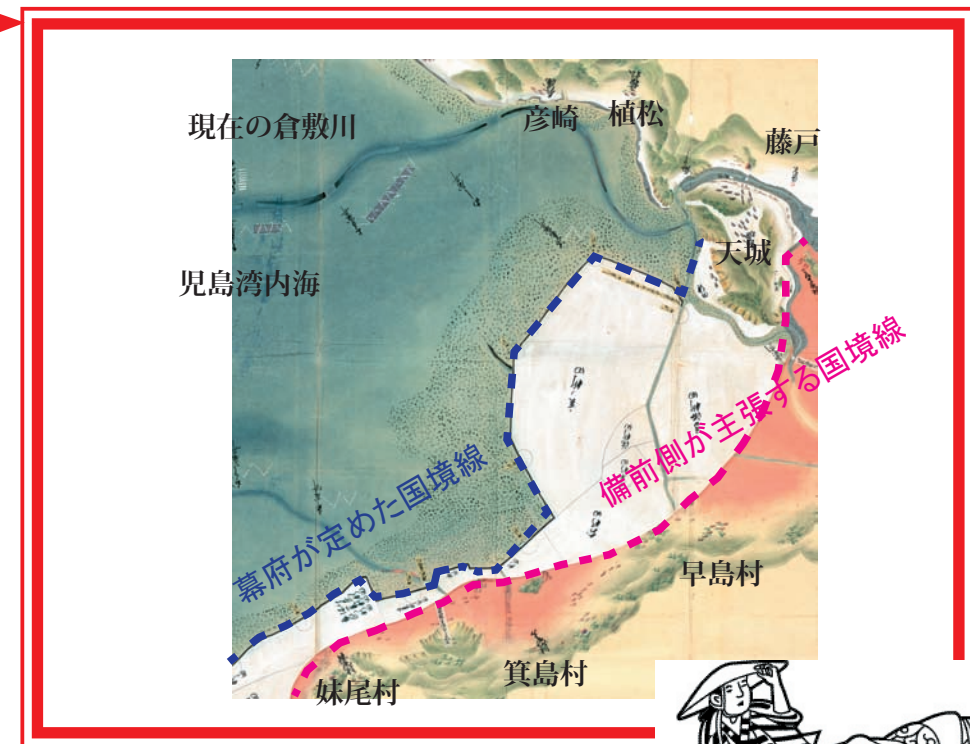 現在の倉敷川
彦崎
植松
藤戸
天城
児島湾内海
備前側が主張する国境線
幕府が定めた国境線
早島村
箕島村
妹尾村